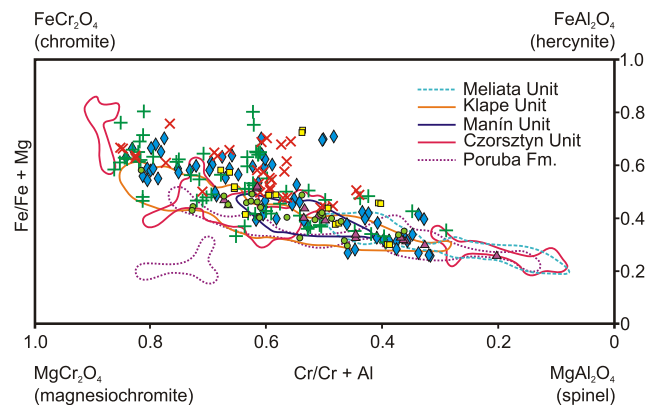 FeCr₂O₄
(chromite)
FeAl₂O₄
(hercynite)
1.0
0.8
0.6
0.4
0.2
0
Fe/Fe + Mg
Meliata Unit
Klape Unit
Manín Unit
Czorsztyn Unit
Poruba Fm.
1.0
0.8
0.6
0.4
0.2
0
MgCr₂O₄
(magnesiochromite)
Cr/Cr + Al
MgAl₂O₄
(spinel)